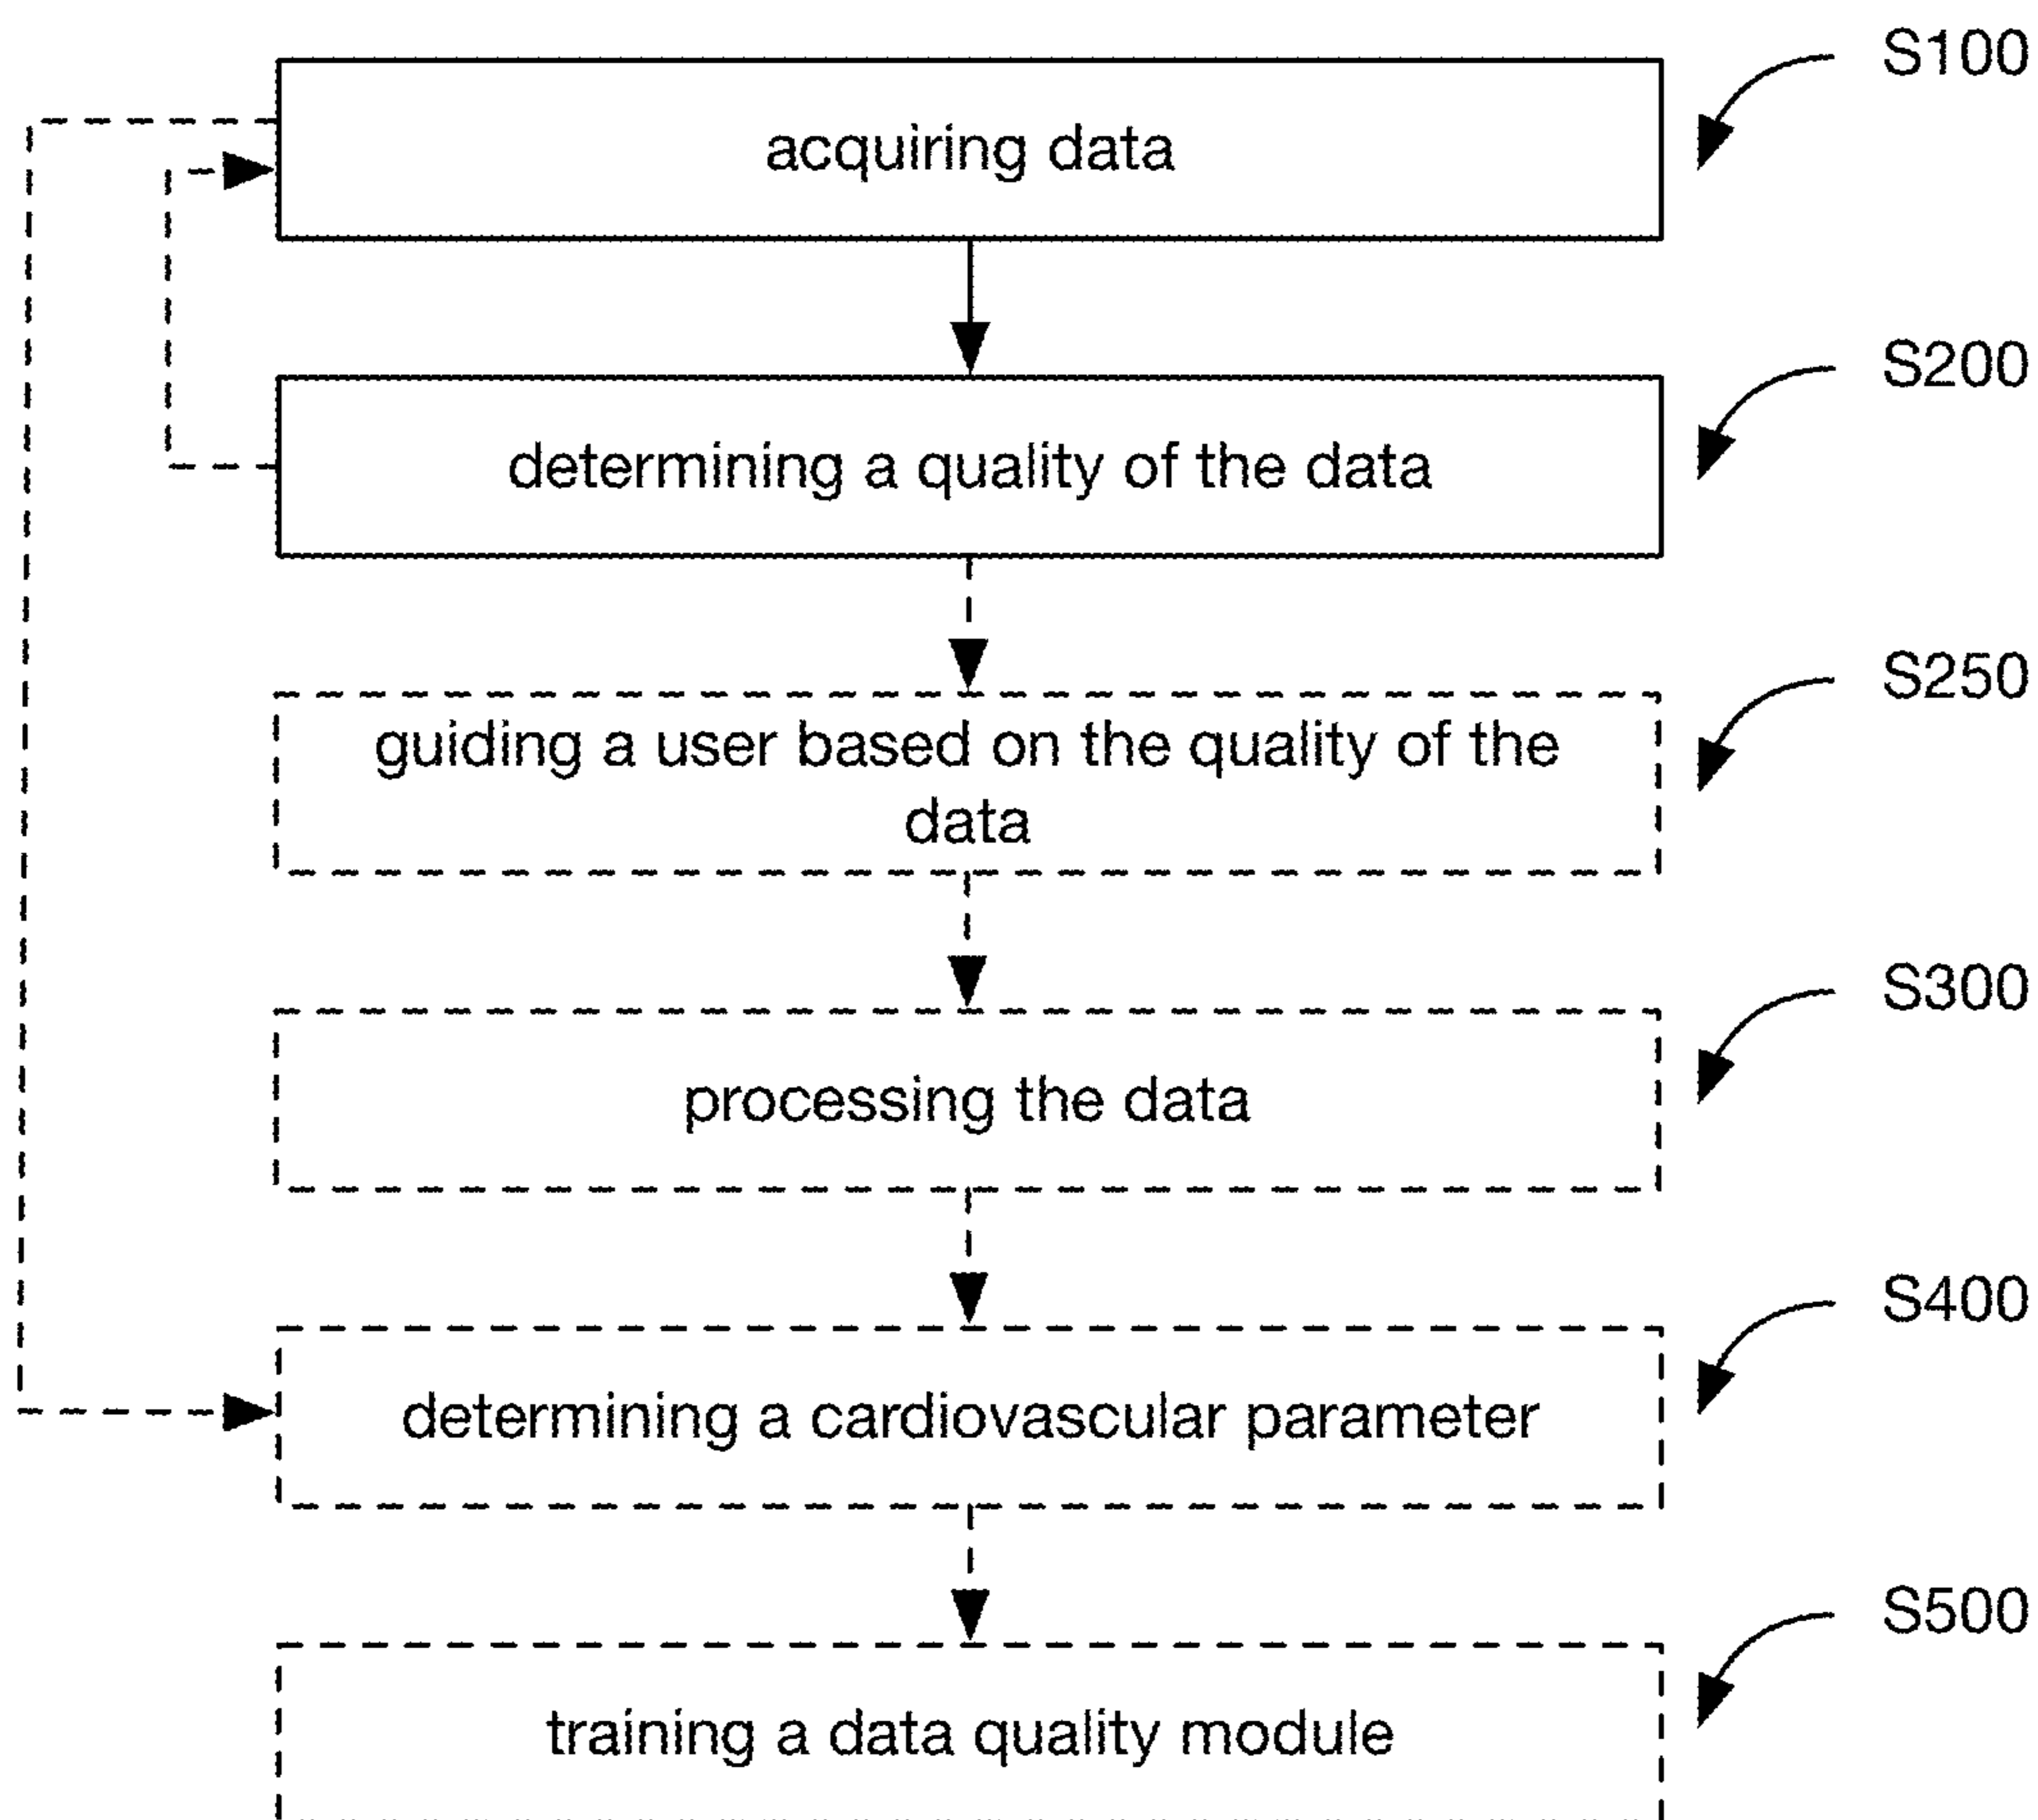 acquiring data
S100
determining a quality of the data
S200
guiding a user based on the quality of the
data
S250
processing the data
S300
determining a cardiovascular parameter
S400
training a data quality module
S500